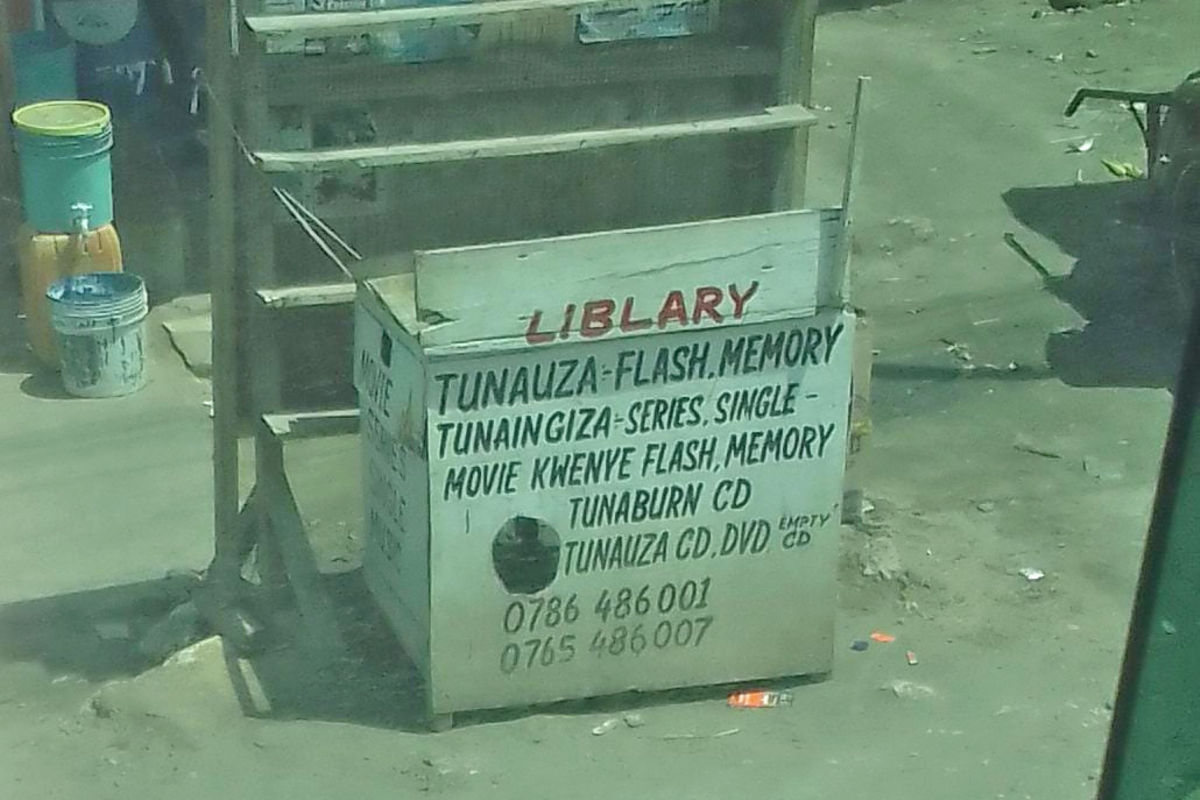 LIBLARY
TUNAUZA=FLASH.MEMORY
TUNAINGIZA=SERIES.SINGLE-
MOVIE KWENYE FLASH,MEMORY
TUNABURN CD
TUNAUZA CD.DVD EMPTY CD
0786 486001
0765 486007
MOVIE